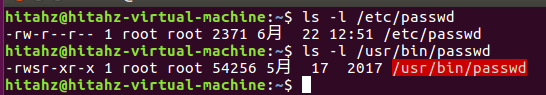 hitahz@hitahz-virtual-machine:~$ ls -l /etc/passwd
-rw-r--r-- 1 root root 2371 6月  22 12:51 /etc/passwd
hitahz@hitahz-virtual-machine:~$ ls -l /usr/bin/passwd
-rwsr-xr-x 1 root root 54256 5月  17  2017 /usr/bin/passwd
hitahz@hitahz-virtual-machine:~$